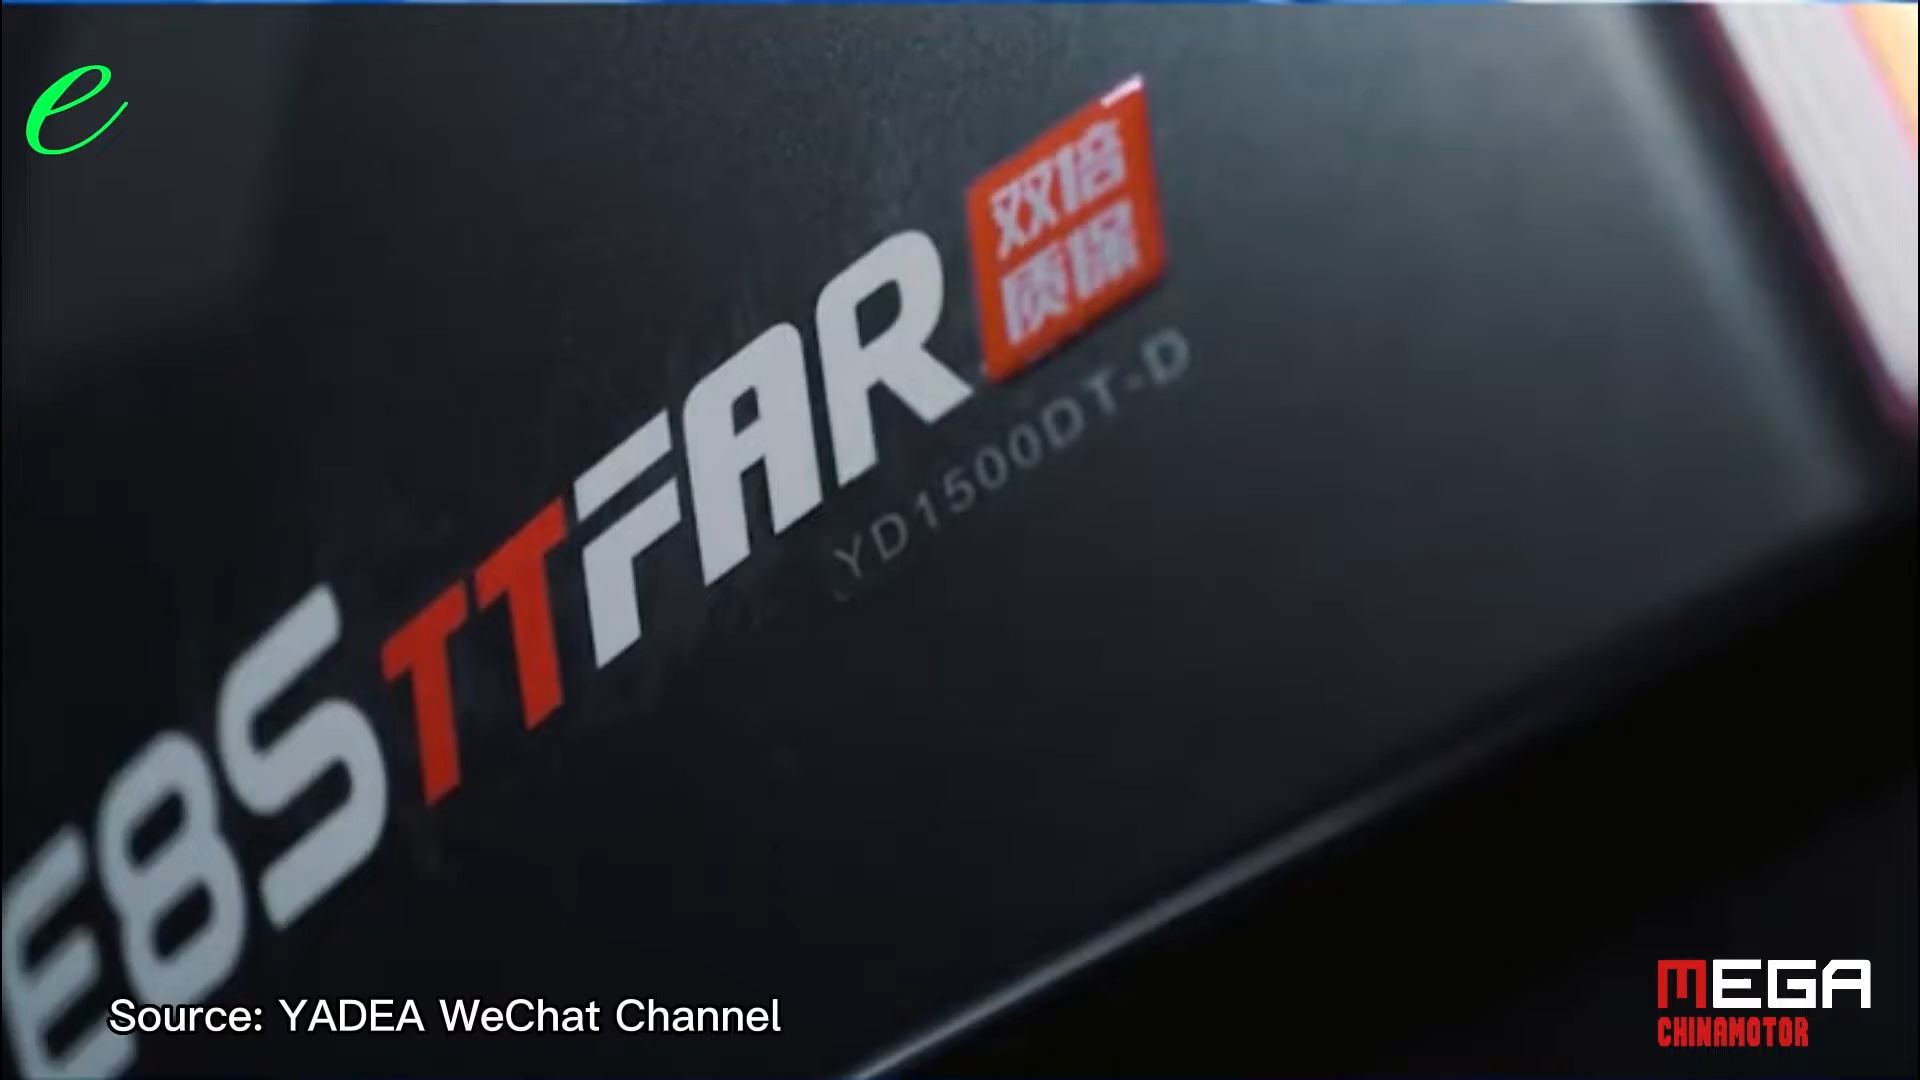 e
双倍
质保
E8S TTFAR
YD1500DT-D
Source: YADEA WeChat Channel
MEGA
CHINAMOTOR